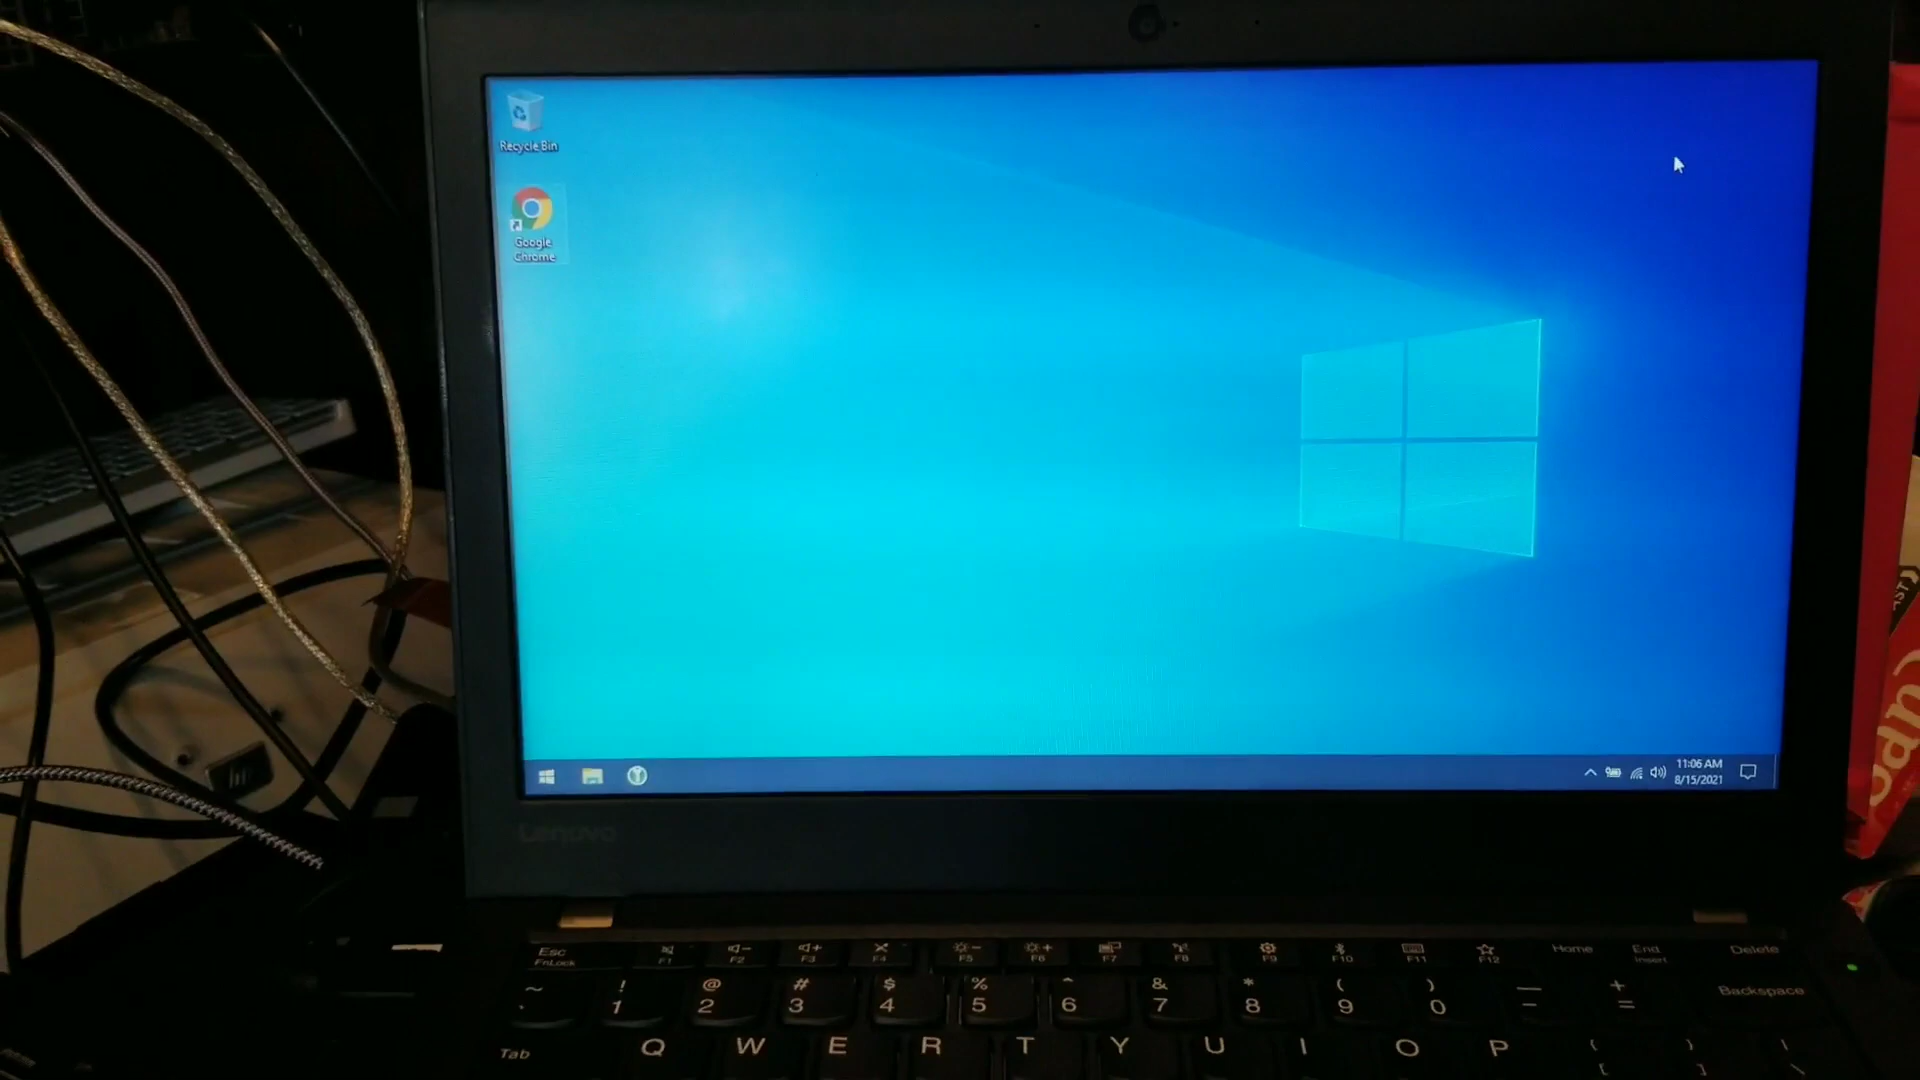 Recycle Bin
Google
Chrome
11:06 AM
8/15/2021
Lenovo
Esc
FnLock
F1
F2
F3
F4
F5
F6
F7
F8
F9
F10
F11
F12
Home
End
Insert
Delete
~ ! @ # $ % ^ & * ( ) — +
` 1 2 3 4 5 6 7 8 9 0 - =
Backspace
Tab
Q W E R T Y U I O P { } |
[ ] \